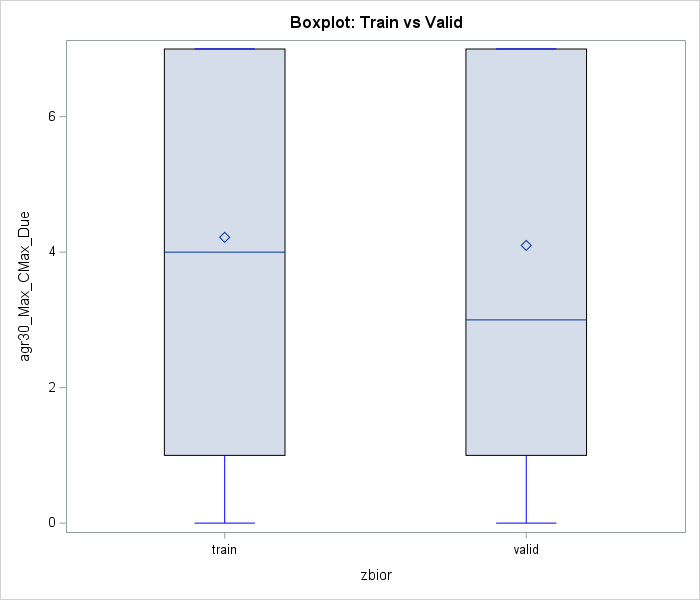 Boxplot: Train vs Valid
agr30_Max_CMax_Due
6
4
2
0
train
valid
zbior